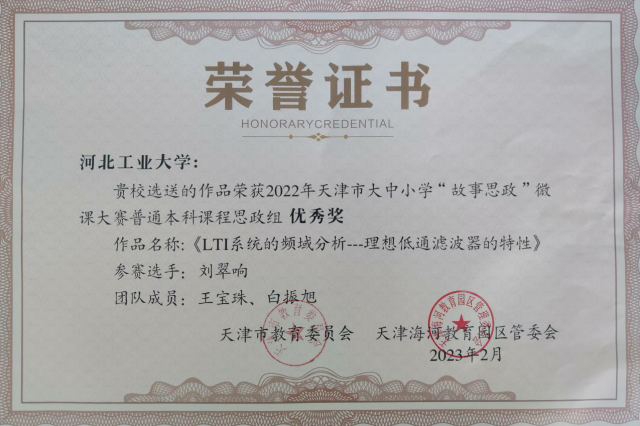 荣誉证书
HONORARYCREDENTIAL
河北工业大学：
贵校选送的作品荣获2022年天津市大中小学“故事思政”微
课大赛普通本科课程思政组 优秀奖
作品名称:《LTI系统的频域分析---理想低通滤波器的特性》
参赛选手：刘翠响
团队成员：王宝珠、白振旭
天津市教育委员会 天津海河教育园区管委会
2023年2月